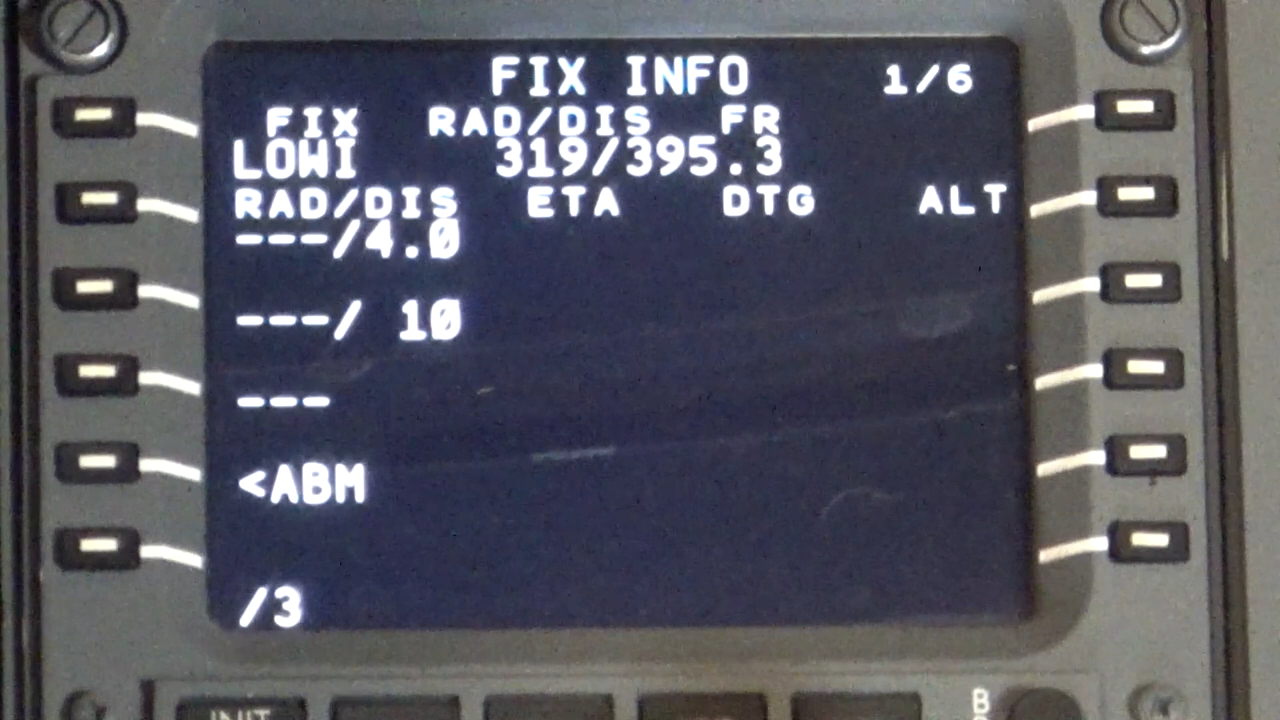 FIX INFO 1/6
FIX RAD/DIS FR
LOWI 319/395.3
RAD/DIS ETA DTG ALT
---/4.0
---/ 10
---
<ABM
/3
INIT
B